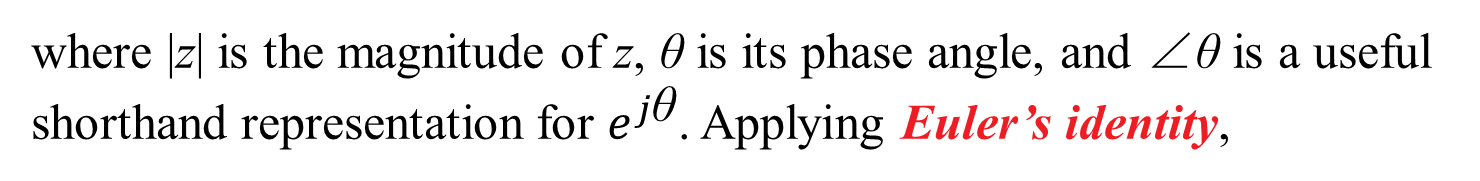 where |z| is the magnitude of z, θ is its phase angle, and ∠θ is a useful
shorthand representation for e^{jθ}. Applying Euler’s identity,